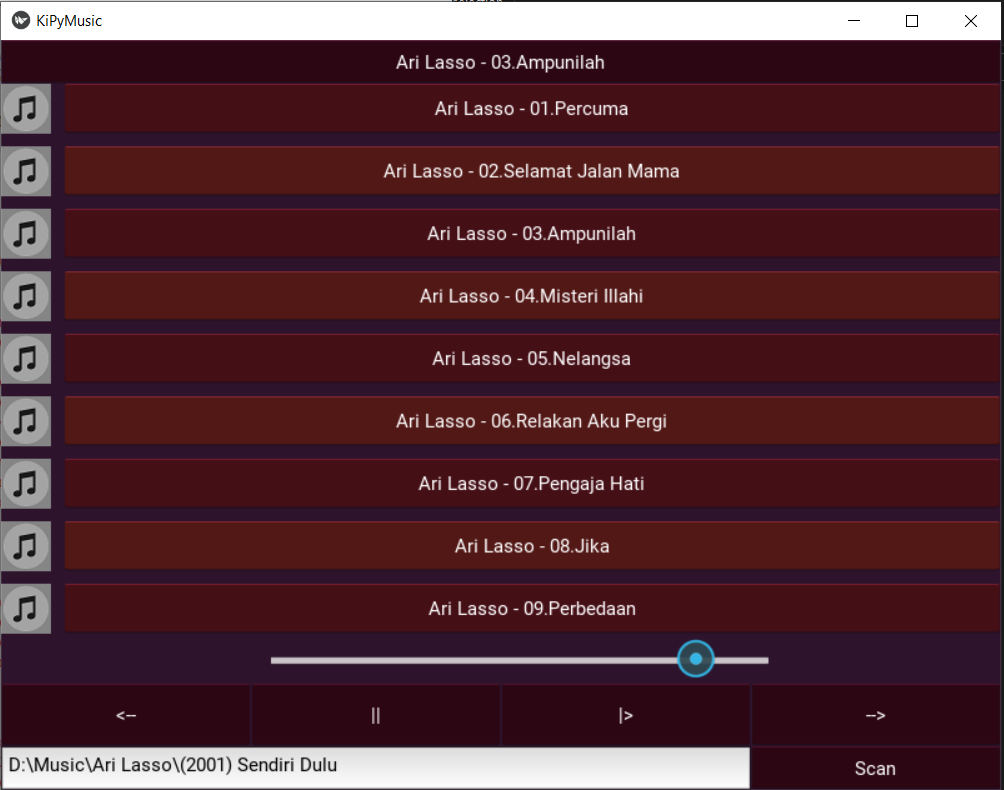 KiPyMusic
Ari Lasso - 03.Ampunilah
Ari Lasso - 01.Percuma
Ari Lasso - 02.Selamat Jalan Mama
Ari Lasso - 03.Ampunilah
Ari Lasso - 04.Misteri Illahi
Ari Lasso - 05.Nelangsa
Ari Lasso - 06.Relakan Aku Pergi
Ari Lasso - 07.Pengaja Hati
Ari Lasso - 08.Jika
Ari Lasso - 09.Perbedaan
<-- || |> -->
D:\Music\Ari Lasso\(2001) Sendiri Dulu Scan